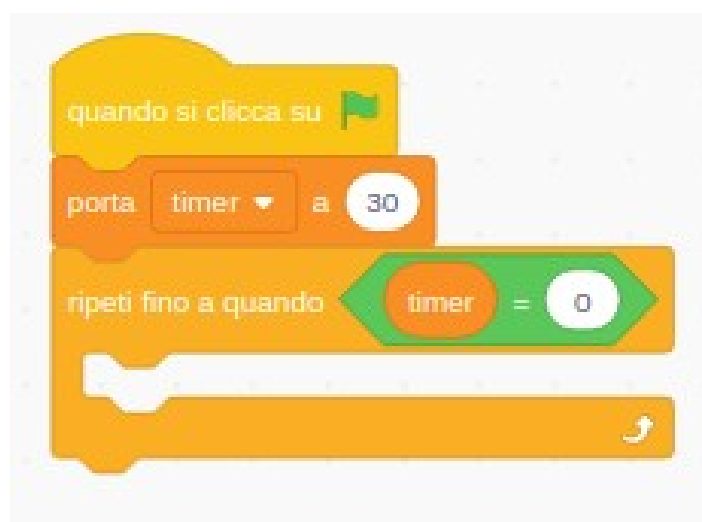 quando si clicca su
porta timer a 30
ripeti fino a quando timer = 0